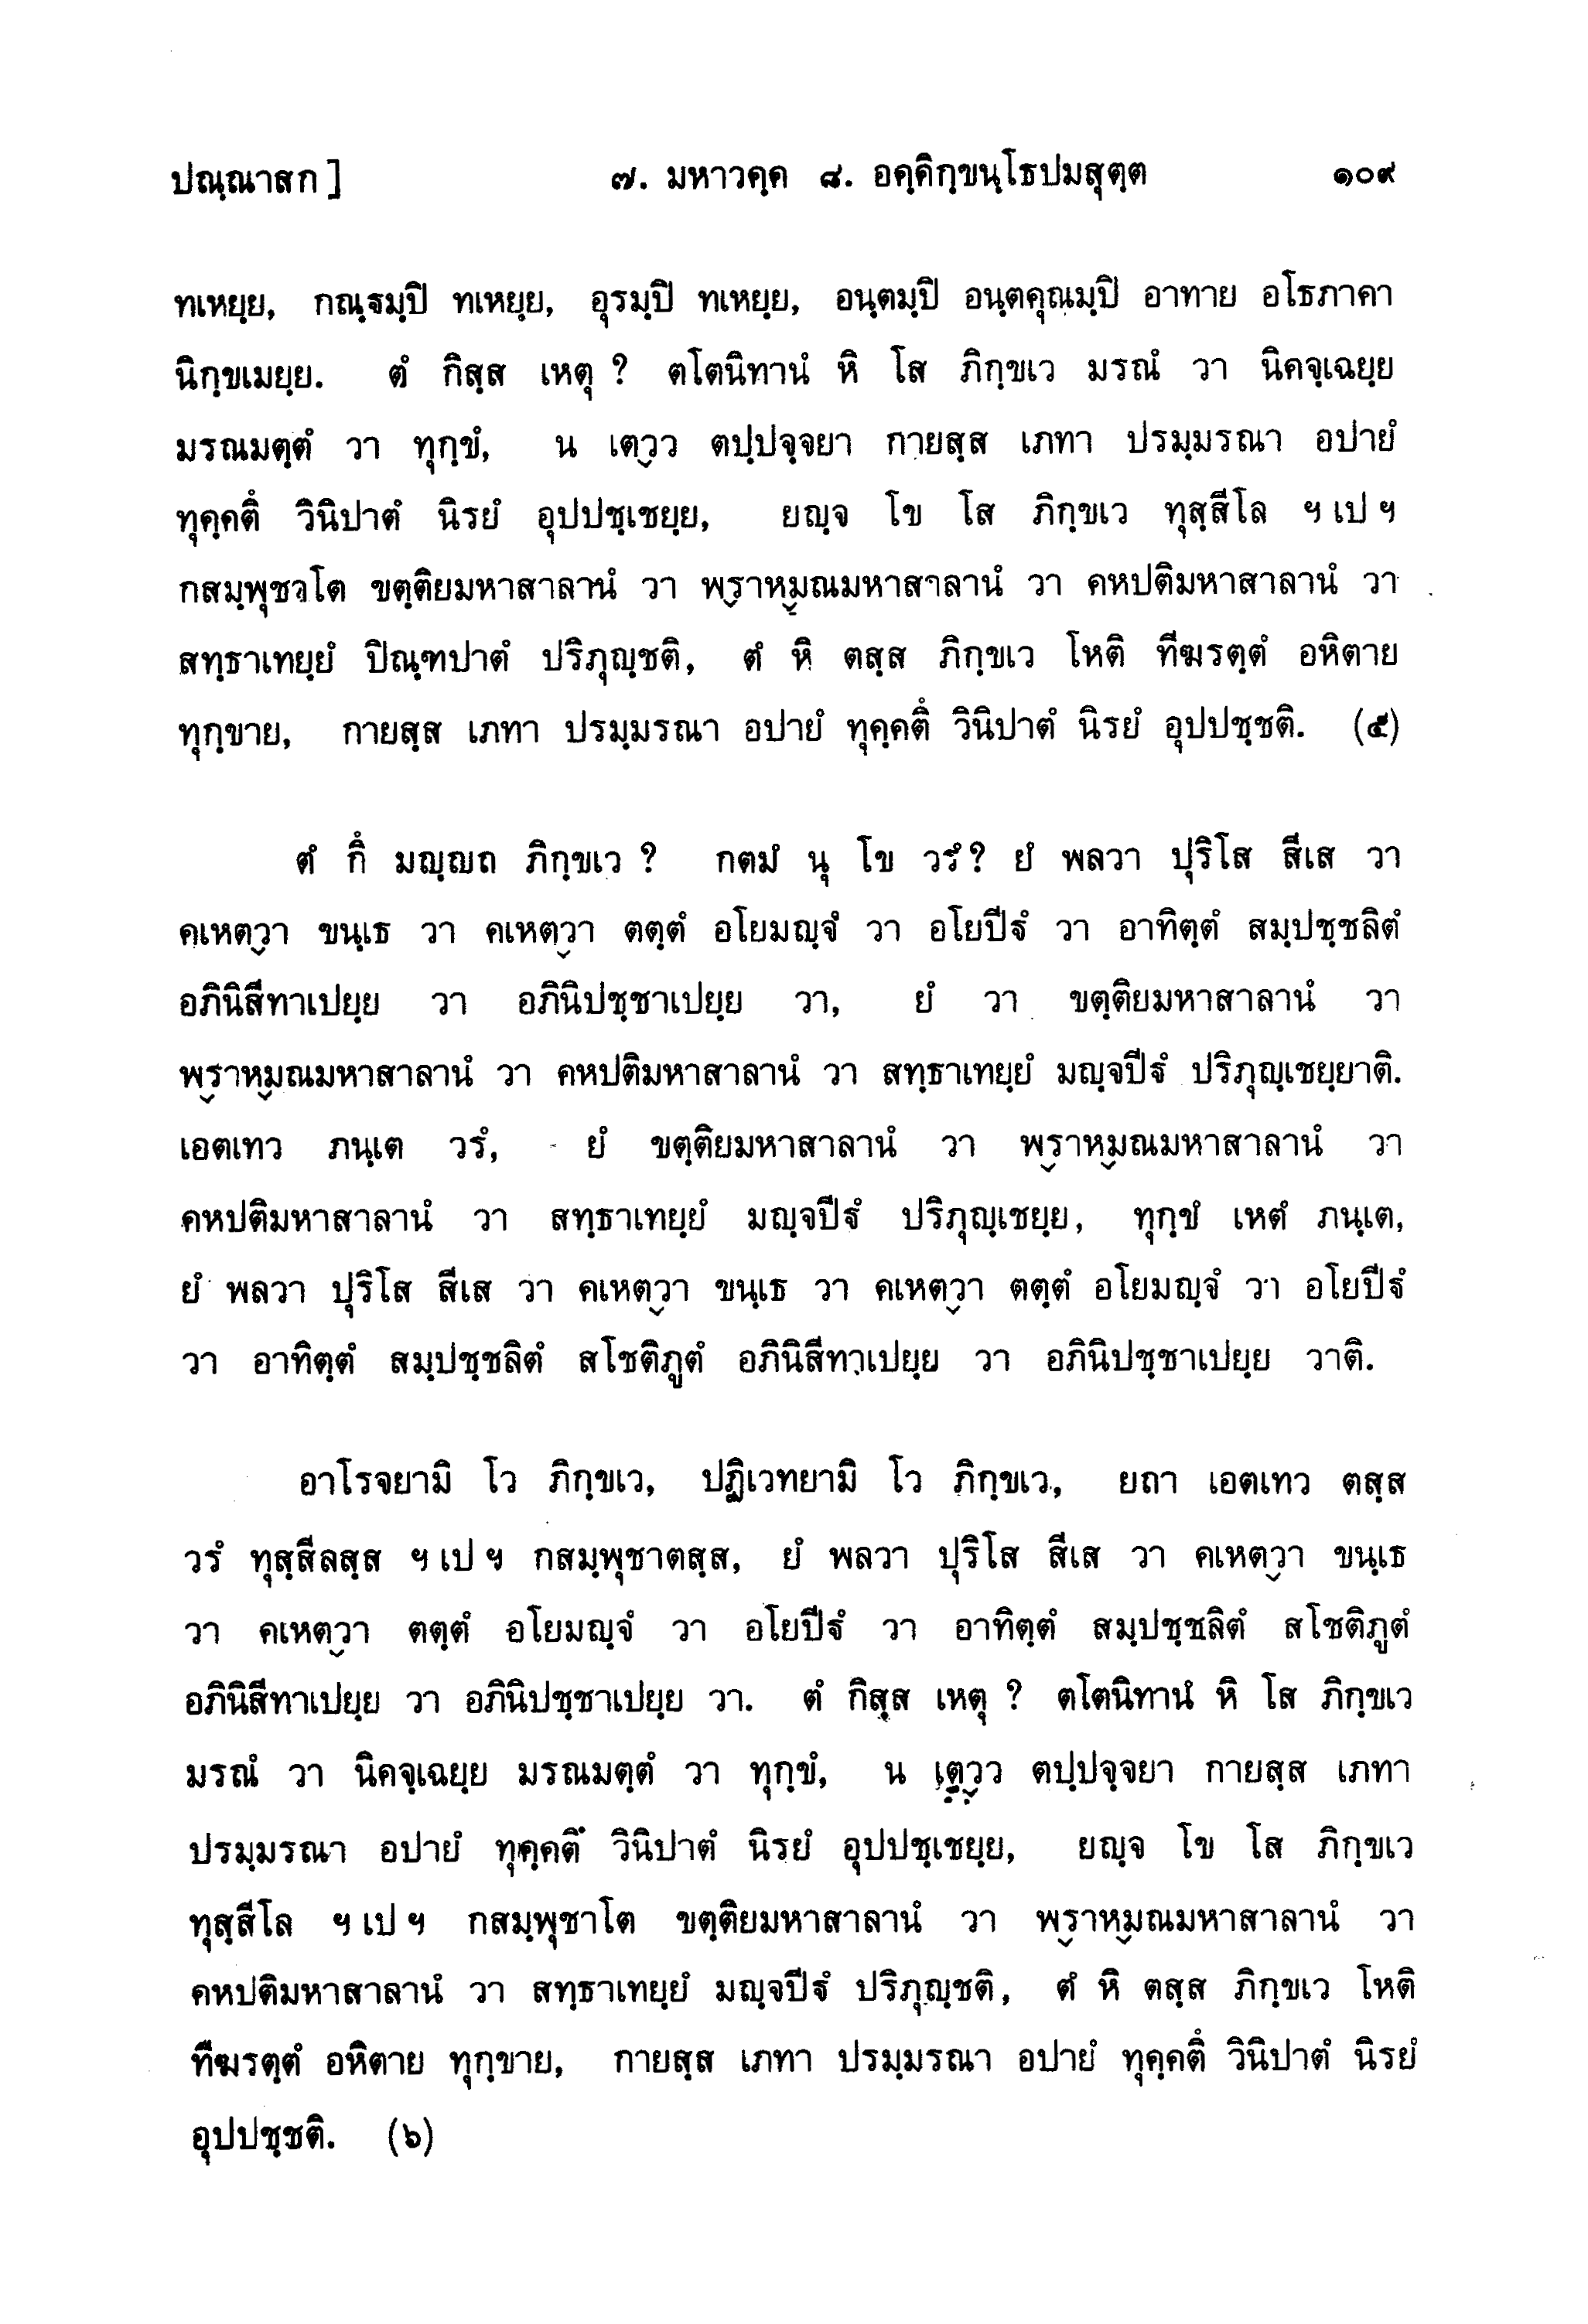 ปณฺณาสก]
๗. มหาวคฺค ๘. อคฺคิกฺขนฺโธปมสุตฺต
๑๐๙
ทเหยฺย, กณฺฐมฺปิ ทเหยฺย, อุรมฺปิ ทเหยฺย, อนฺตมฺปิ อนฺตคุณมฺปิ อาทาย อโธภาคา
นิกฺขเมยฺย. ตํ กิสฺส เหตุ ? ตโตนิทานํ หิ โส ภิกฺขเว มรณํ วา นิคจฺเฉยฺย
มรณมตฺตํ วา ทุกฺขํ, น เตฺวว ตปฺปจฺจยา กายสฺส เภทา ปรมฺมรณา อปายํ
ทุคฺคตึ วินิปาตํ นิรยํ อุปปชฺเชยฺย, ยญฺจ โข โส ภิกฺขเว ทุสฺสีโล ฯ เป ฯ
กสมฺพุชาโต ขตฺติยมหาสาลานํ วา พฺราหฺมณมหาสาลานํ วา คหปติมหาสาลานํ วา
สทฺธาเทยฺยํ ปิณฺฑปาตํ ปริภุญฺชติ, ตํ หิ ตสฺส ภิกฺขเว โหติ ทีฆรตฺตํ อหิตาย
ทุกฺขาย, กายสฺส เภทา ปรมฺมรณา อปายํ ทุคฺคตึ วินิปาตํ นิรยํ อุปปชฺชติ. (๕)
ตํ กึ มญฺญถ ภิกฺขเว ? กตมํ นุ โข วรํ? ยํ พลวา ปุริโส สีเส วา
คเหตฺวา ขนฺเธ วา คเหตฺวา ตตฺตํ อโยมญฺจํ วา อโยปีฐํ วา อาทิตฺตํ สมฺปชฺชลิตํ
อภินิสีทาเปยฺย วา อภินิปชฺชาเปยฺย วา, ยํ วา ขตฺติยมหาสาลานํ วา
พฺราหฺมณมหาสาลานํ วา คหปติมหาสาลานํ วา สทฺธาเทยฺยํ มญฺจปีฐํ ปริภุญฺเชยฺยาติ.
เอตเทว ภนฺเต วรํ, ยํ ขตฺติยมหาสาลานํ วา พฺราหฺมณมหาสาลานํ วา
คหปติมหาสาลานํ วา สทฺธาเทยฺยํ มญฺจปีฐํ ปริภุญฺเชยฺย, ทุกฺขํ เหตํ ภนฺเต,
ยํ พลวา ปุริโส สีเส วา คเหตฺวา ขนฺเธ วา คเหตฺวา ตตฺตํ อโยมญฺจํ วา อโยปีฐํ
วา อาทิตฺตํ สมฺปชฺชลิตํ สโชติภูตํ อภินิสีทาเปยฺย วา อภินิปชฺชาเปยฺย วาติ.
อาโรจยามิ โว ภิกฺขเว, ปฏิเวทยามิ โว ภิกฺขเว, ยถา เอตเทว ตสฺส
วรํ ทุสฺสีลสฺส ฯ เป ฯ กสมฺพุชาตสฺส, ยํ พลวา ปุริโส สีเส วา คเหตฺวา ขนฺเธ
วา คเหตฺวา ตตฺตํ อโยมญฺจํ วา อโยปีฐํ วา อาทิตฺตํ สมฺปชฺชลิตํ สโชติภูตํ
อภินิสีทาเปยฺย วา อภินิปชฺชาเปยฺย วา. ตํ กิสฺส เหตุ ? ตโตนิทานํ หิ โส ภิกฺขเว
มรณํ วา นิคจฺเฉยฺย มรณมตฺตํ วา ทุกฺขํ, น เตฺวว ตปฺปจฺจยา กายสฺส เภทา
ปรมฺมรณา อปายํ ทุคฺคตึ วินิปาตํ นิรยํ อุปปชฺเชยฺย, ยญฺจ โข โส ภิกฺขเว
ทุสฺสีโล ฯ เป ฯ กสมฺพุชาโต ขตฺติยมหาสาลานํ วา พฺราหฺมณมหาสาลานํ วา
คหปติมหาสาลานํ วา สทฺธาเทยฺยํ มญฺจปีฐํ ปริภุญฺชติ, ตํ หิ ตสฺส ภิกฺขเว โหติ
ทีฆรตฺตํ อหิตาย ทุกฺขาย, กายสฺส เภทา ปรมฺมรณา อปายํ ทุคฺคตึ วินิปาตํ นิรยํ
อุปปชฺชติ. (๖)